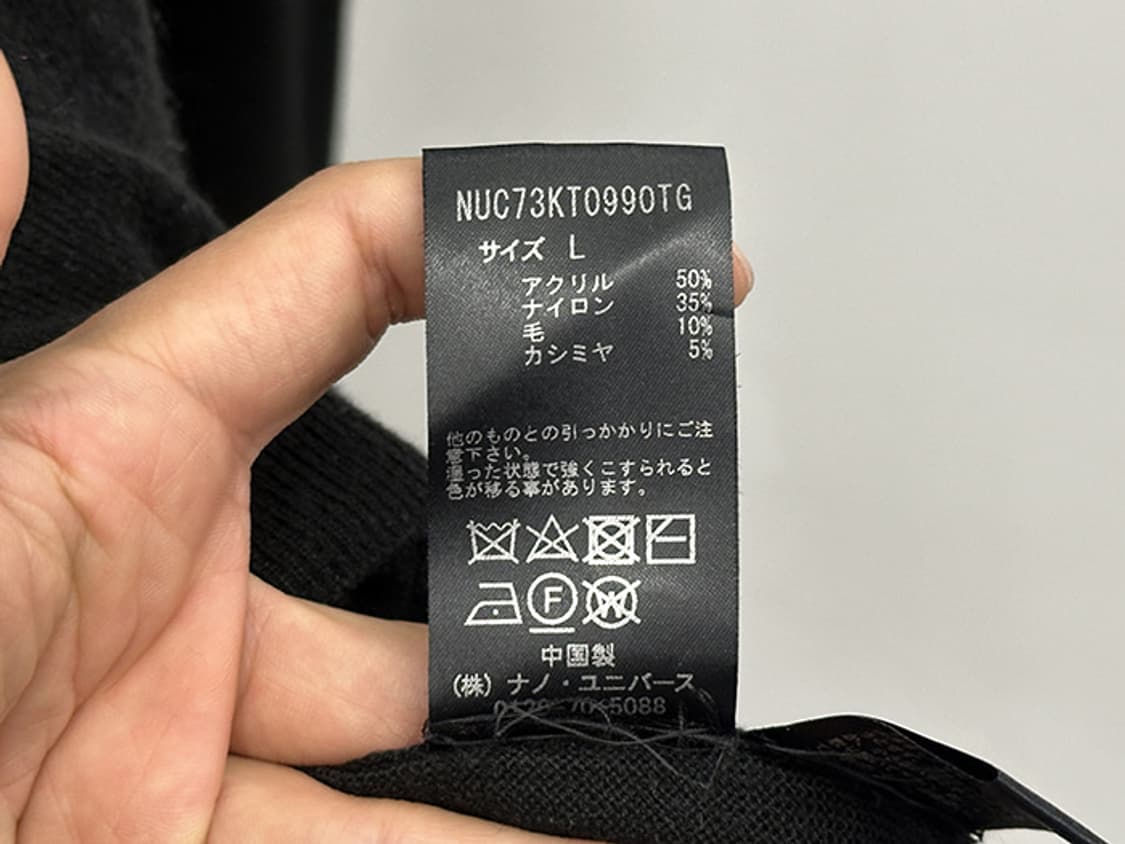 NUC73KT0990TG
サイズ L
アクリル 50%
ナイロン 35%
毛 10%
カシミヤ 5%
他のものとの引っかかりにご注
意下さい。
湿った状態で強くこすられると
色が移る事があります。
F
W
中国製
(株) ナノ・ユニバース